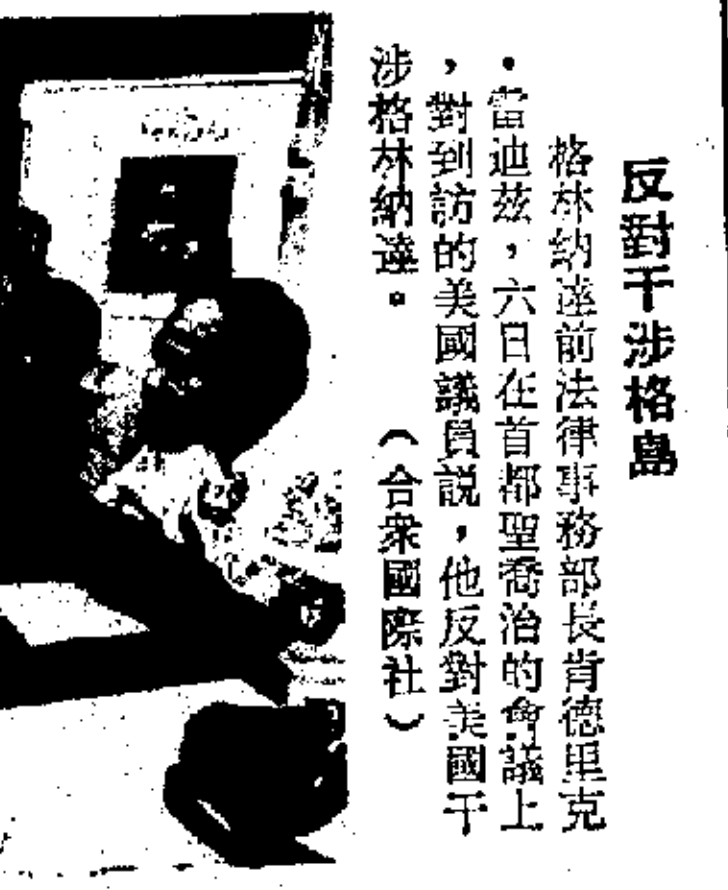 反對干涉格島
格林納達前法律事務部長肯德里克
・雷迪兹，六日在首都聖喬治的會議上
，對到訪的美國議員説，他反對美國干
涉格林納達。　（合衆國際社）